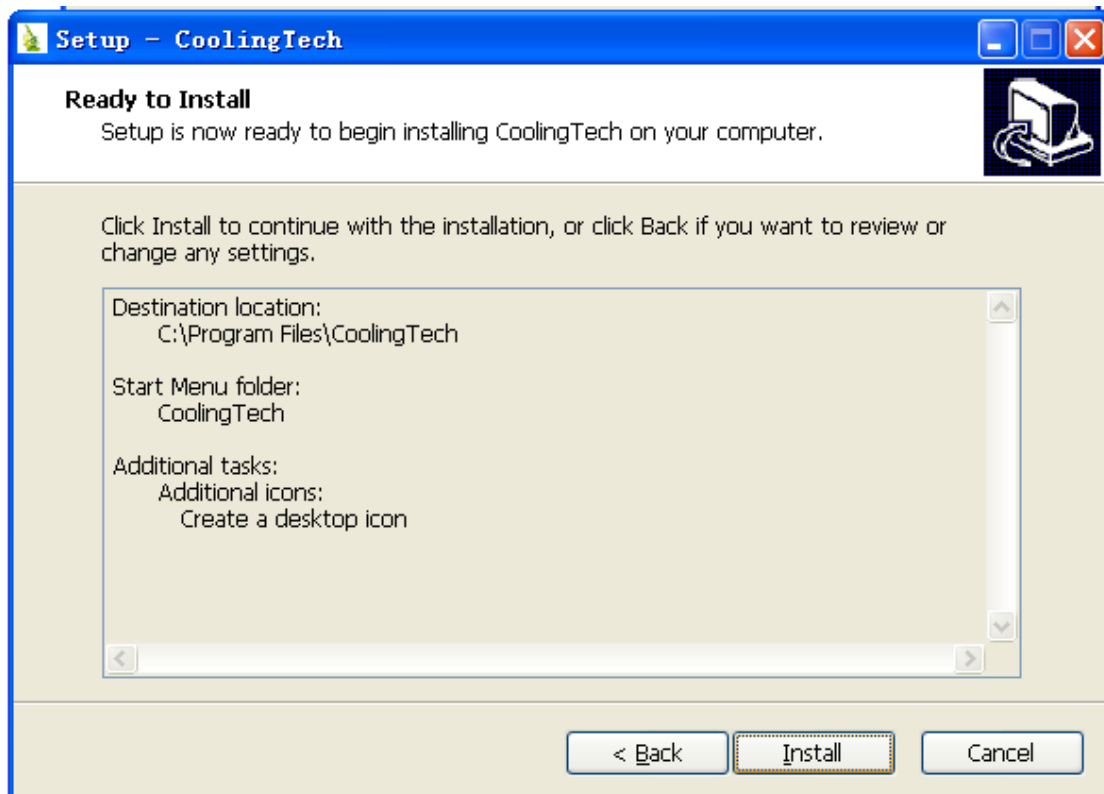 Setup - CoolingTech
Ready to Install
Setup is now ready to begin installing CoolingTech on your computer.
Click Install to continue with the installation, or click Back if you want to review or
change any settings.
Destination location:
C:\Program Files\CoolingTech
Start Menu folder:
CoolingTech
Additional tasks:
Additional icons:
Create a desktop icon
< Back
Install
Cancel